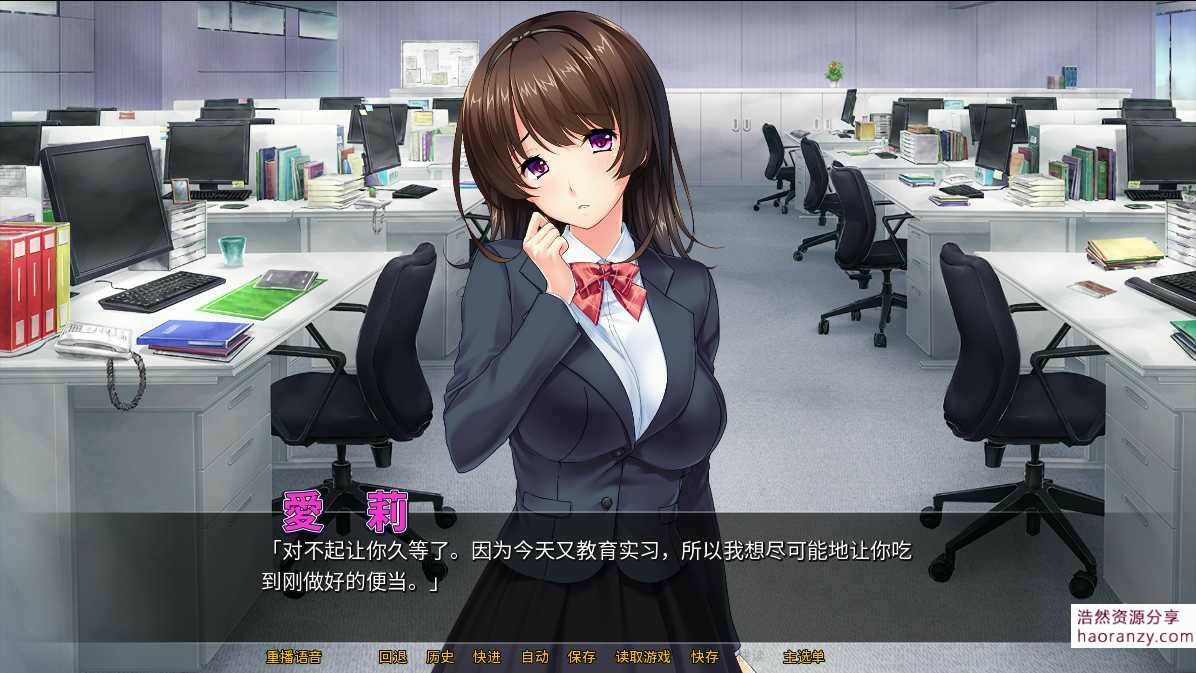 愛 莉
「对不起让你久等了。因为今天又教育实习，所以我想尽可能地让你吃
到刚做好的便当。」
重播语音 回退 历史 快进 自动 保存 读取游戏 快存 快读 主选单
浩然资源分享
haoranzy.com